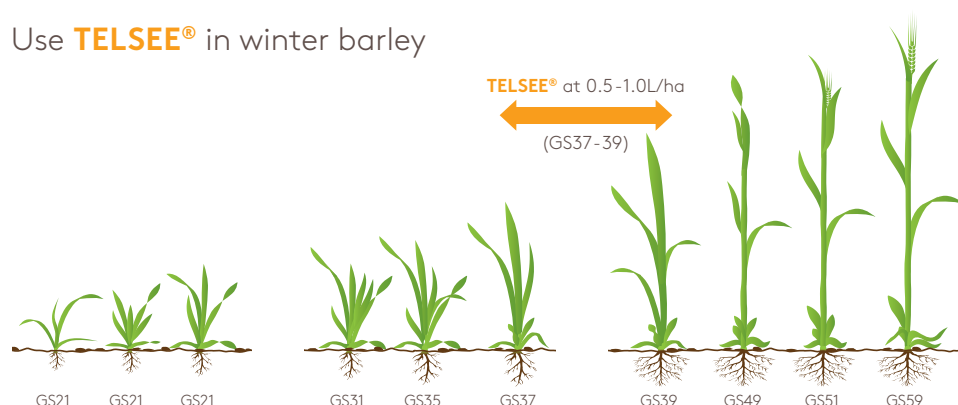 Use TELSEE® in winter barley
TELSEE® at 0.5-1.0L/ha
(GS37-39)
GS21 GS21 GS21 GS31 GS35 GS37 GS39 GS49 GS51 GS59